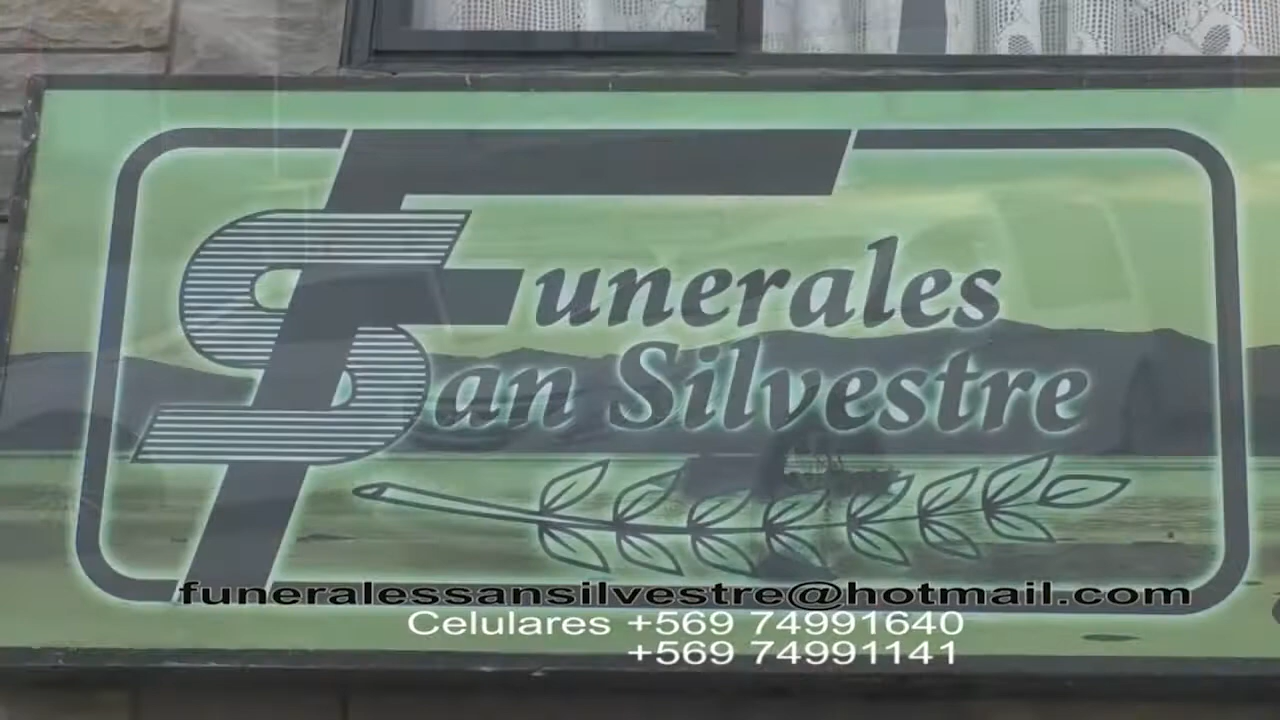 Funerales
San Silvestre
funeralessansilvestre@hotmail.com
Celulares +569 74991640
+569 74991141